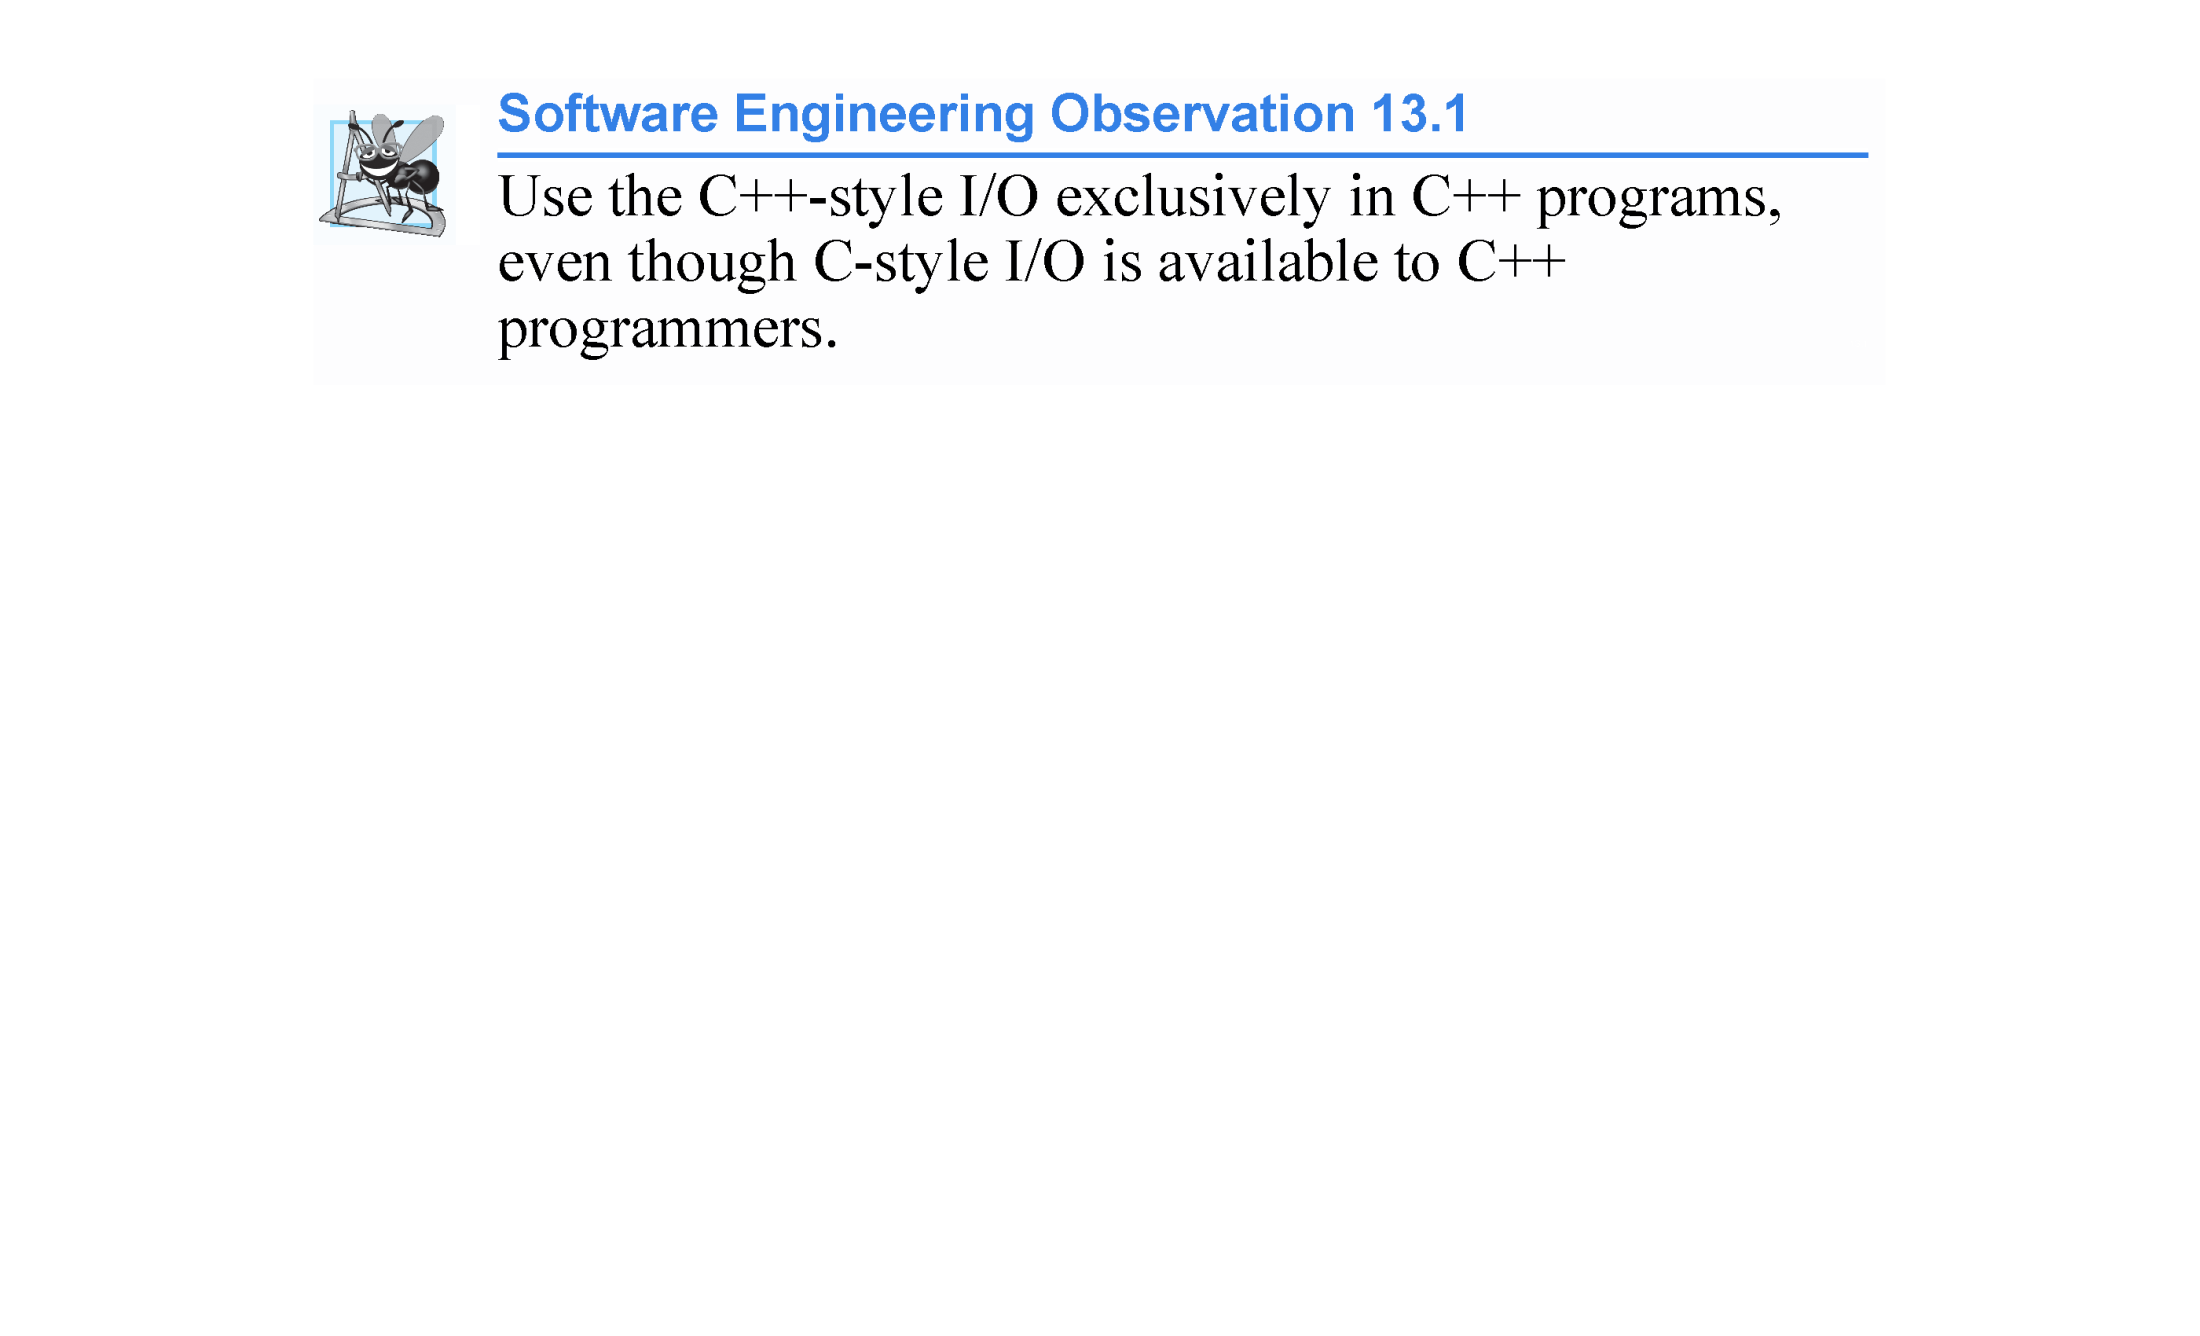 Software Engineering Observation 13.1
Use the C++-style I/O exclusively in C++ programs,
even though C-style I/O is available to C++
programmers.